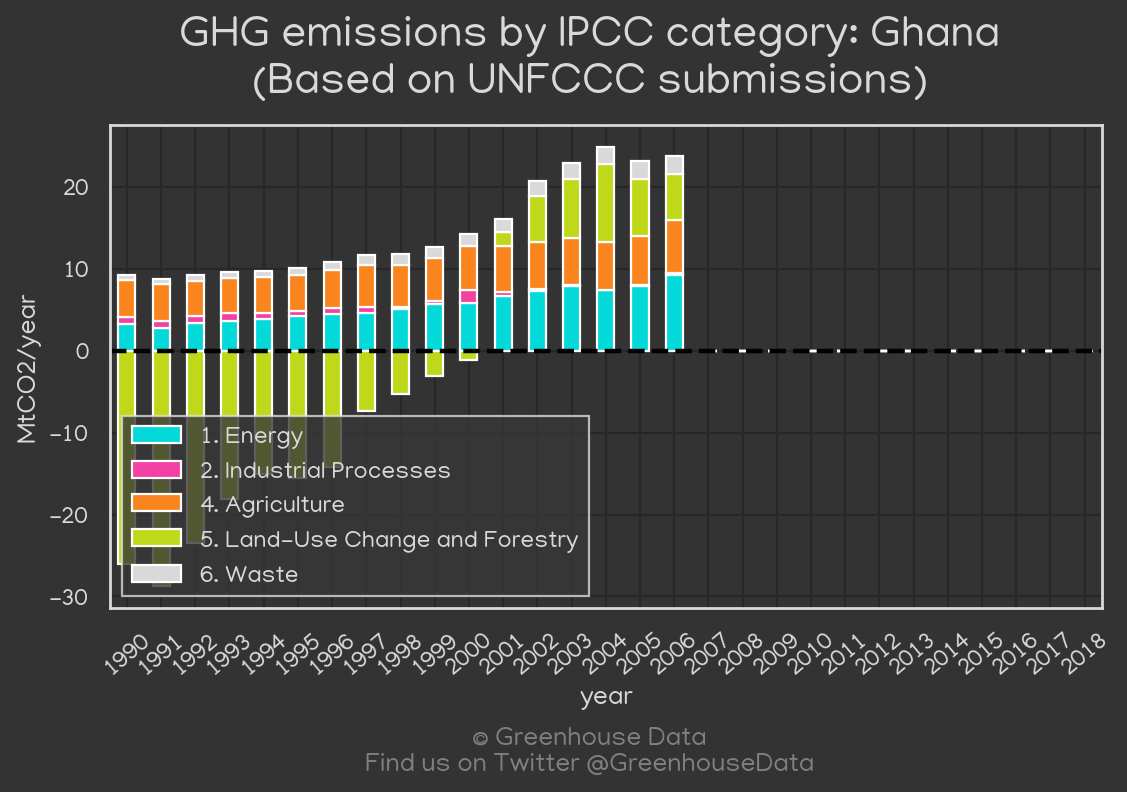 GHG emissions by IPCC category: Ghana
(Based on UNFCCC submissions)
MtCO2/year
20
10
0
−10
−20
−30
1. Energy
2. Industrial Processes
4. Agriculture
5. Land-Use Change and Forestry
6. Waste
1990 1991 1992 1993 1994 1995 1996 1997 1998 1999 2000 2001 2002 2003 2004 2005 2006 2007 2008 2009 2010 2011 2012 2013 2014 2015 2016 2017 2018
year
© Greenhouse Data
Find us on Twitter @GreenhouseData